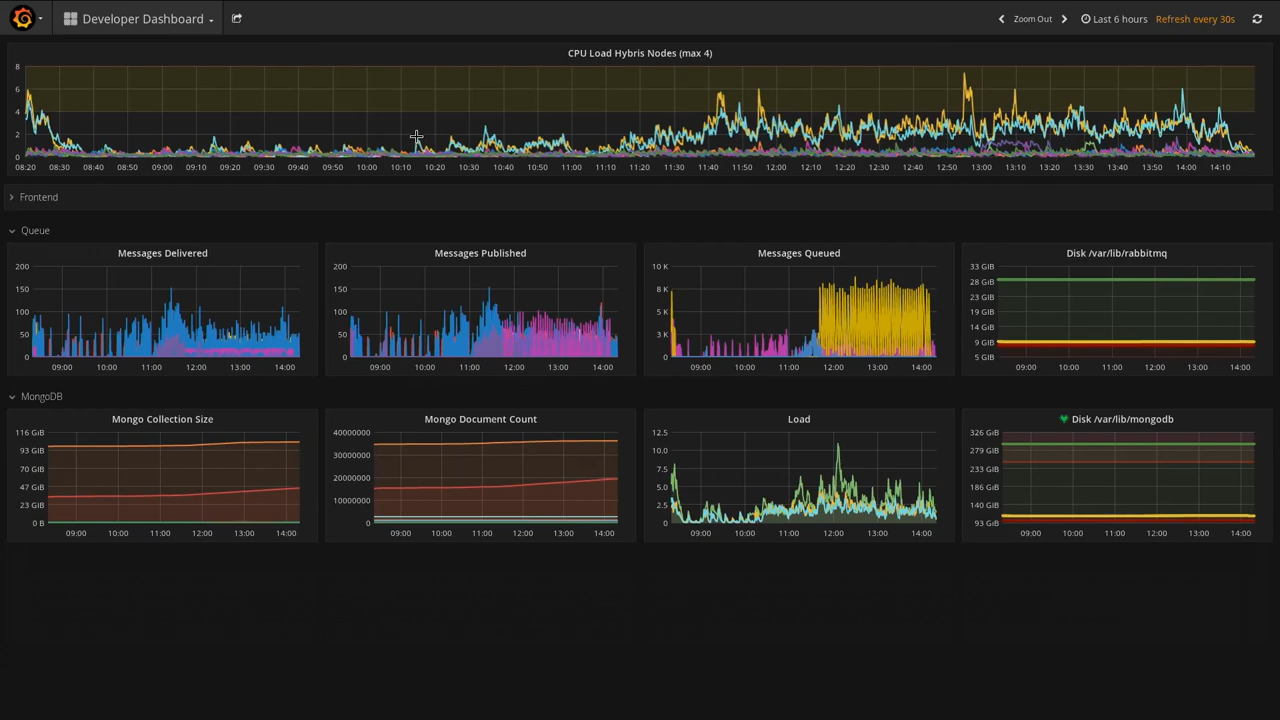 Developer Dashboard
Zoom Out Last 6 hours Refresh every 30s
CPU Load Hybris Nodes (max 4)
8
6
4
2
0
08:20 08:30 08:40 08:50 09:00 09:10 09:20 09:30 09:40 09:50 10:00 10:10 10:20 10:30 10:40 10:50 11:00 11:10 11:20 11:30 11:40 11:50 12:00 12:10 12:20 12:30 12:40 12:50 13:00 13:10 13:20 13:30 13:40 13:50 14:00 14:10
Frontend
Queue
Messages Delivered
200
150
100
50
0
09:00 10:00 11:00 12:00 13:00 14:00
Messages Published
200
150
100
50
0
09:00 10:00 11:00 12:00 13:00 14:00
Messages Queued
10 K
8 K
5 K
3 K
0
09:00 10:00 11:00 12:00 13:00 14:00
Disk /var/lib/rabbitmq
33 GiB
28 GiB
23 GiB
19 GiB
14 GiB
9 GiB
5 GiB
09:00 10:00 11:00 12:00 13:00 14:00
MongoDB
Mongo Collection Size
116 GiB
93 GiB
70 GiB
47 GiB
23 GiB
0 B
09:00 10:00 11:00 12:00 13:00 14:00
Mongo Document Count
40000000
30000000
20000000
10000000
0
09:00 10:00 11:00 12:00 13:00 14:00
Load
12.5
10.0
7.5
5.0
2.5
0
09:00 10:00 11:00 12:00 13:00 14:00
Disk /var/lib/mongodb
326 GiB
279 GiB
233 GiB
186 GiB
140 GiB
93 GiB
09:00 10:00 11:00 12:00 13:00 14:00